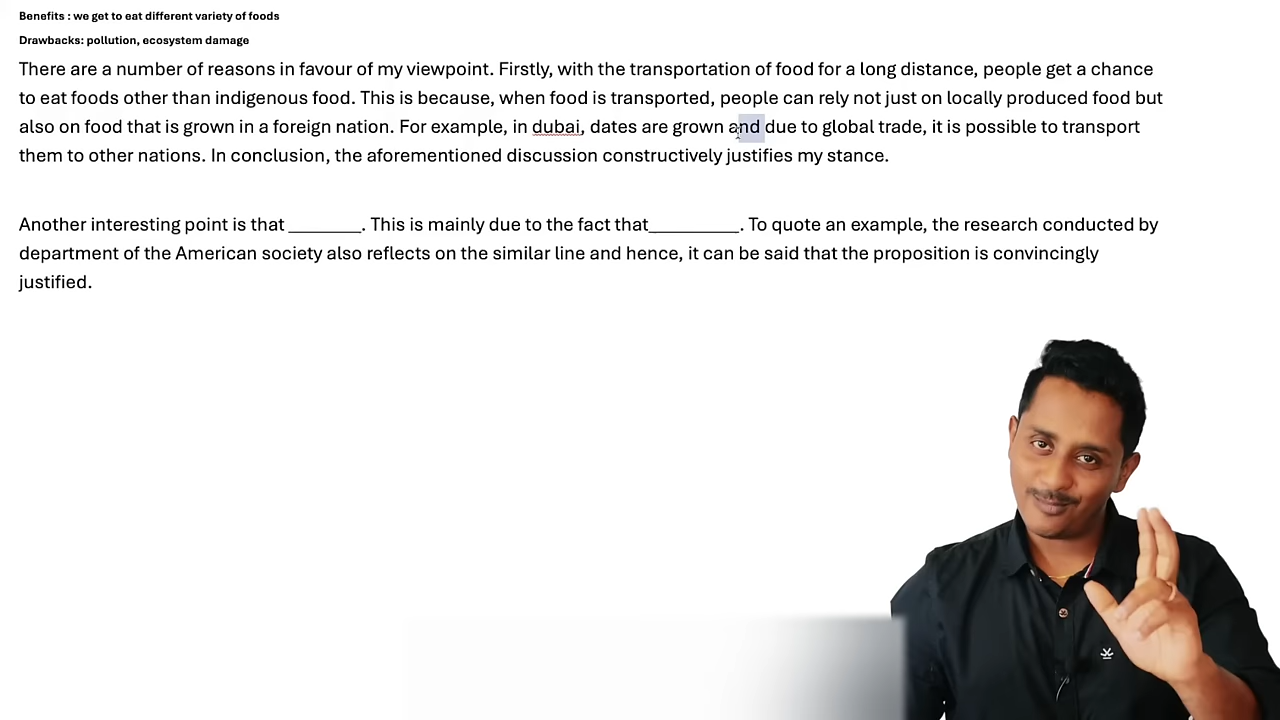 Benefits : we get to eat different variety of foods
Drawbacks: pollution, ecosystem damage
There are a number of reasons in favour of my viewpoint. Firstly, with the transportation of food for a long distance, people get a chance
to eat foods other than indigenous food. This is because, when food is transported, people can rely not just on locally produced food but
also on food that is grown in a foreign nation. For example, in dubai, dates are grown and due to global trade, it is possible to transport
them to other nations. In conclusion, the aforementioned discussion constructively justifies my stance.
Another interesting point is that ________. This is mainly due to the fact that__________. To quote an example, the research conducted by
department of the American society also reflects on the similar line and hence, it can be said that the proposition is convincingly
justified.